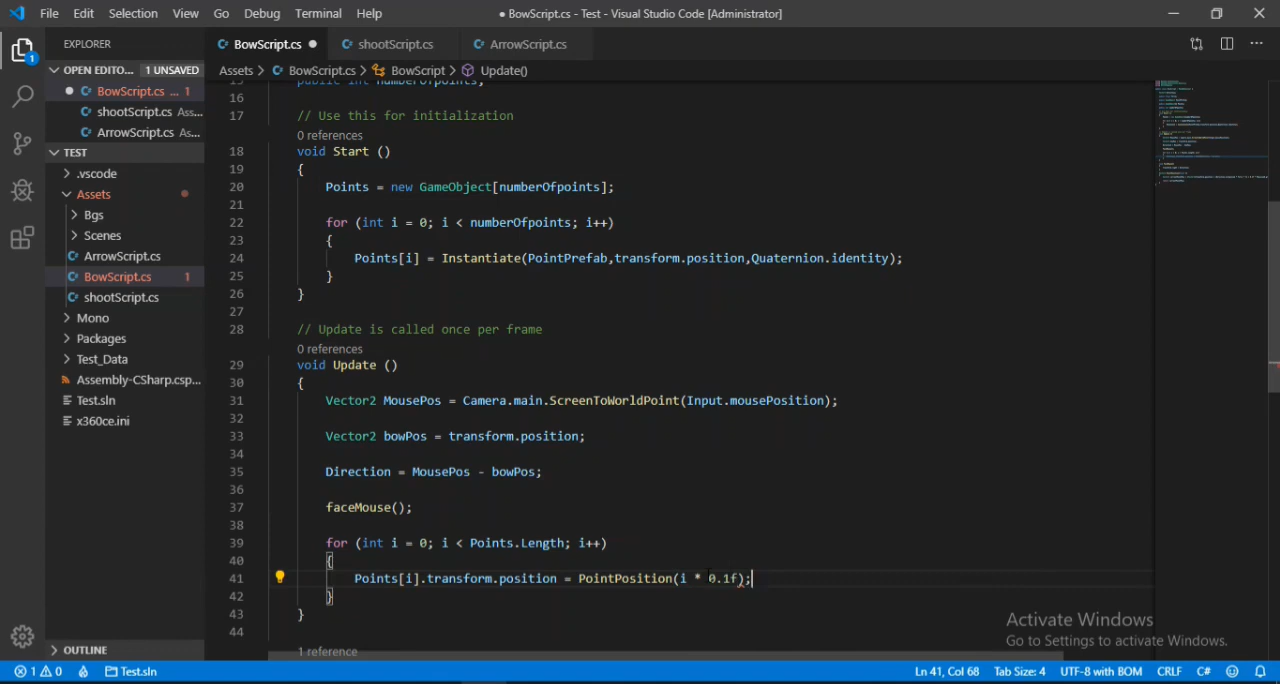 File Edit Selection View Go Debug Terminal Help
● BowScript.cs - Test - Visual Studio Code [Administrator]
EXPLORER
OPEN EDITO... 1 UNSAVED
BowScript.cs ... 1
shootScript.cs Ass...
ArrowScript.cs As...
TEST
.vscode
Assets
Bgs
Scenes
ArrowScript.cs
BowScript.cs 1
shootScript.cs
Mono
Packages
Test_Data
Assembly-CSharp.csp...
Test.sln
x360ce.ini
OUTLINE
BowScript.cs ●
shootScript.cs
ArrowScript.cs
Assets > BowScript.cs > BowScript > Update()
15 public int numberOfpoints;
16
17 // Use this for initialization
0 references
18 void Start ()
19 {
20 Points = new GameObject[numberOfpoints];
21
22 for (int i = 0; i < numberOfpoints; i++)
23 {
24 Points[i] = Instantiate(PointPrefab,transform.position,Quaternion.identity);
25 }
26 }
27
28 // Update is called once per frame
0 references
29 void Update ()
30 {
31 Vector2 MousePos = Camera.main.ScreenToWorldPoint(Input.mousePosition);
32
33 Vector2 bowPos = transform.position;
34
35 Direction = MousePos - bowPos;
36
37 faceMouse();
38
39 for (int i = 0; i < Points.Length; i++)
40 {
41 Points[i].transform.position = PointPosition(i * 0.1f);
42 }
43 }
44
1 reference
Activate Windows
Go to Settings to activate Windows.
1 0 Test.sln
Ln 41, Col 68 Tab Size: 4 UTF-8 with BOM CRLF C#